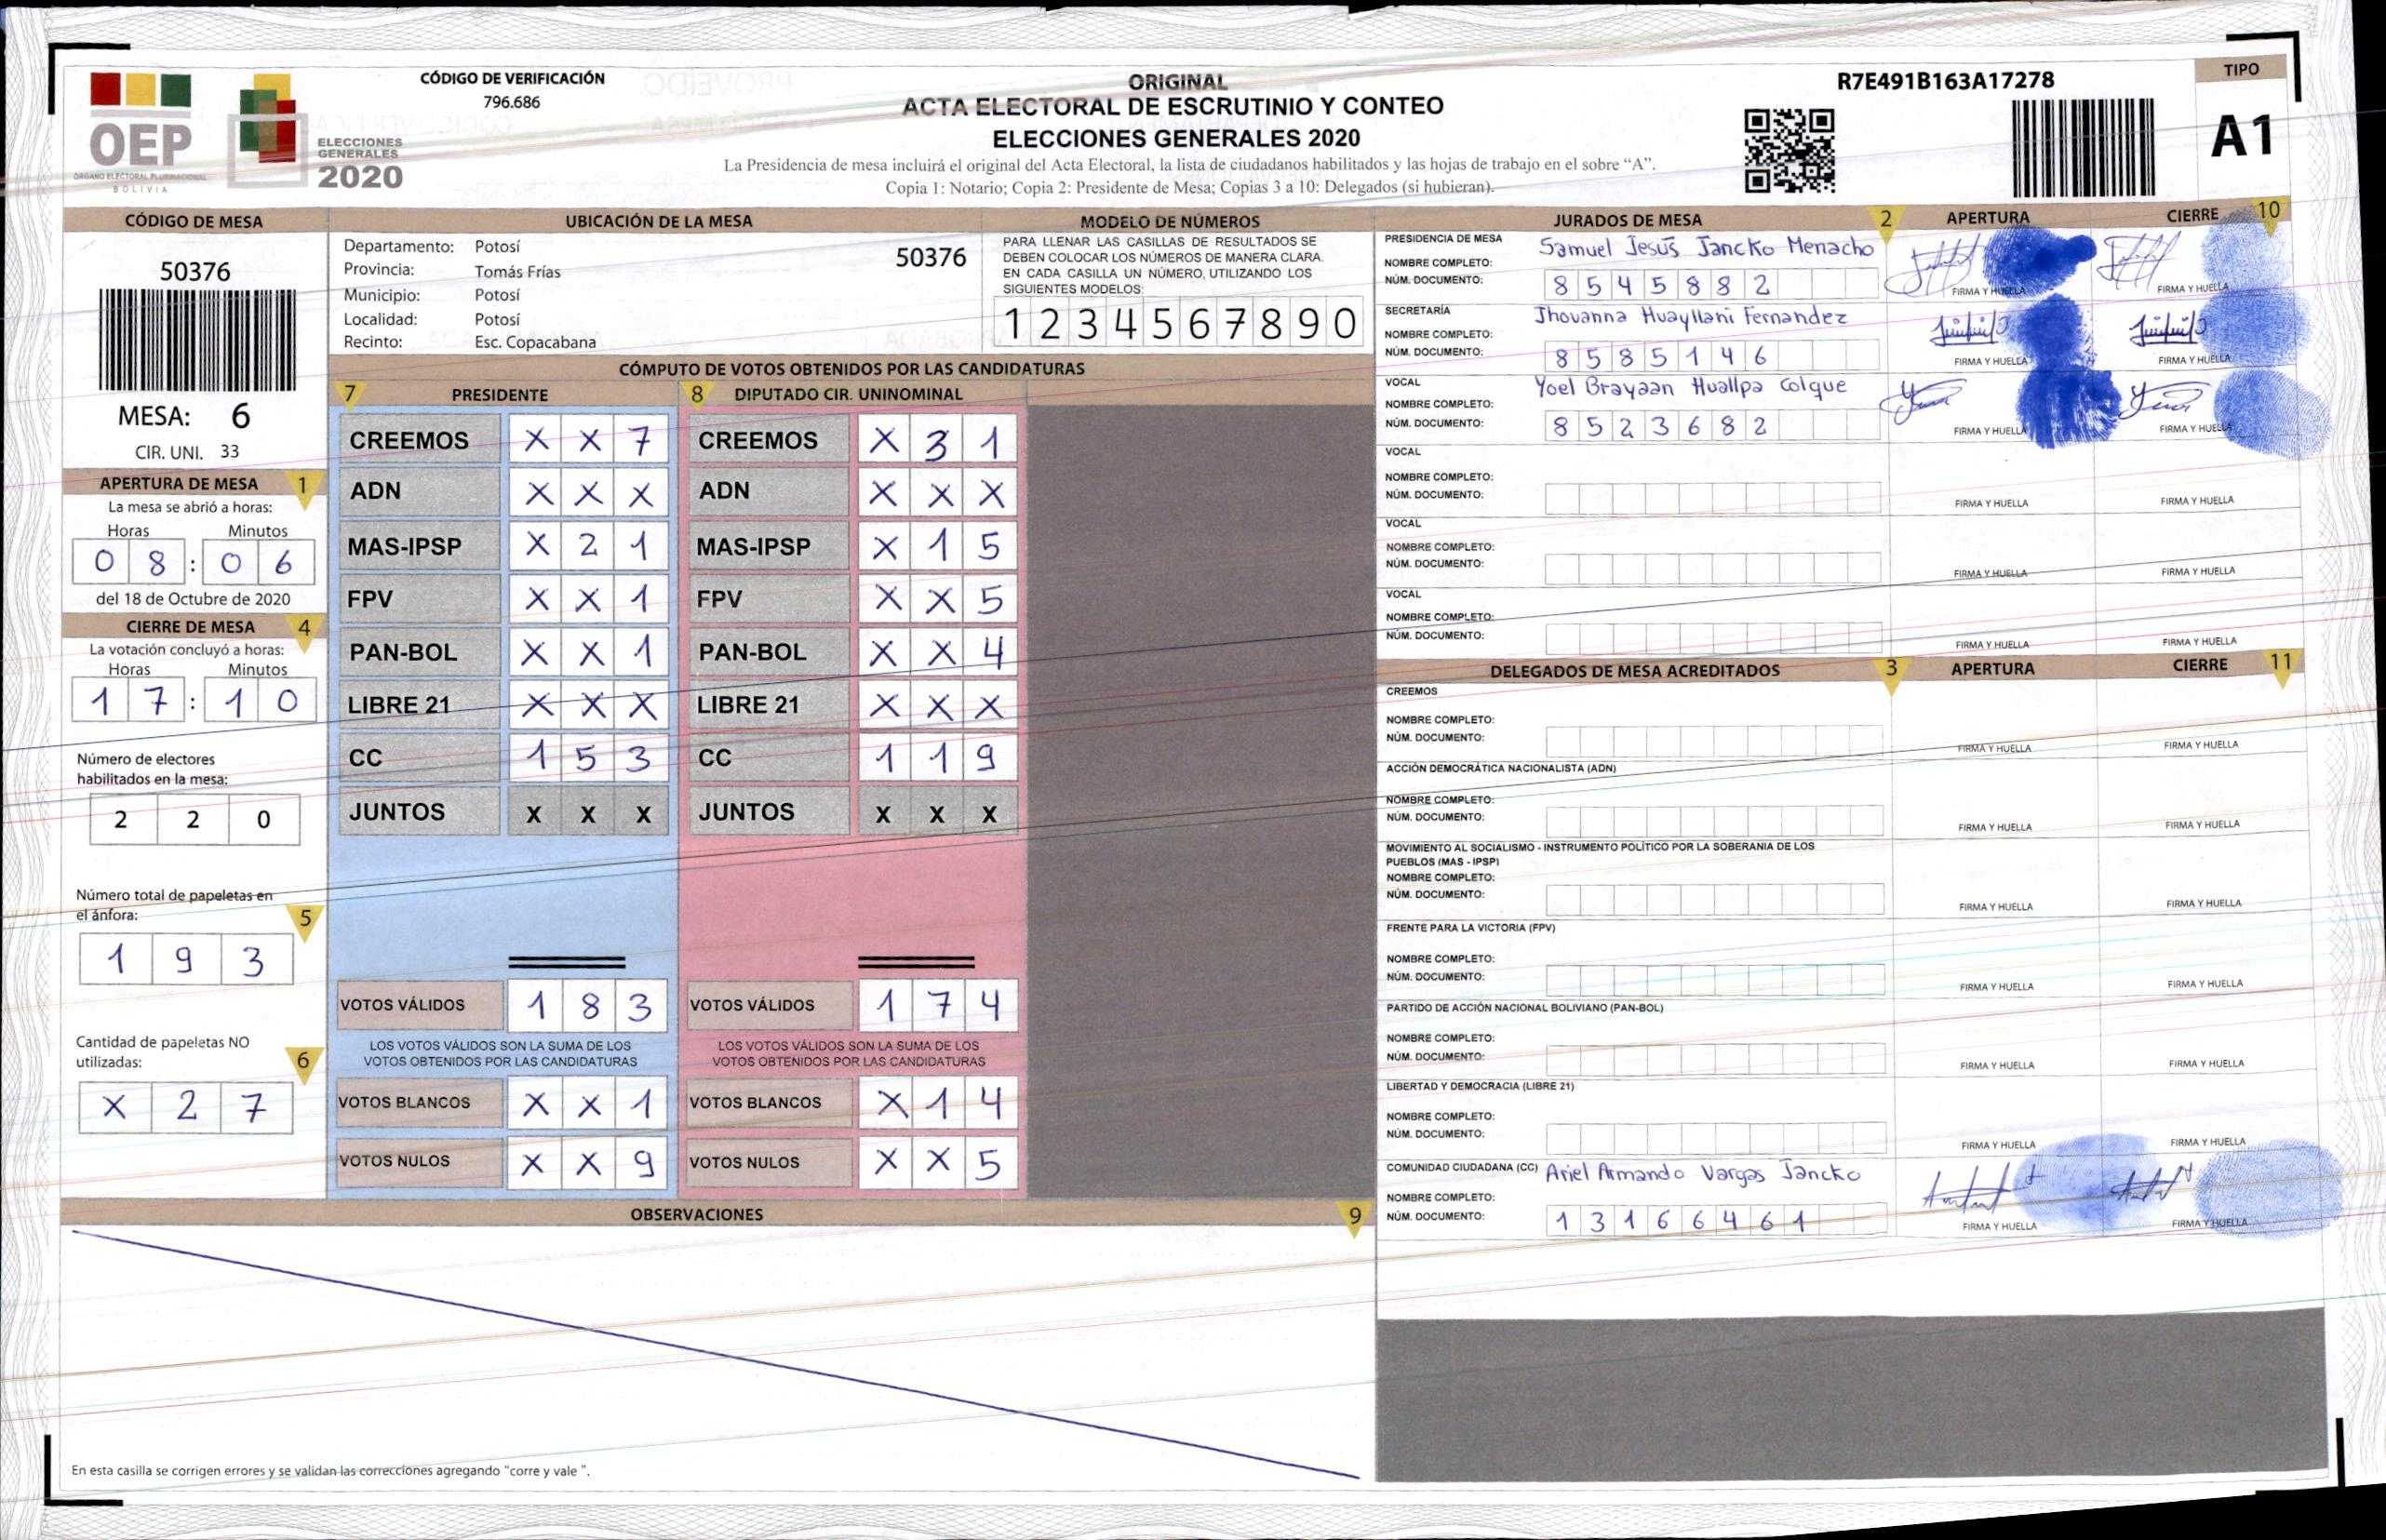 CÓDIGO DE VERIFICACIÓN
796.686
OEP
ÓRGANO ELECTORAL PLURINACIONAL
BOLIVIA
ELECCIONES
GENERALES
2020
ORIGINAL
ACTA ELECTORAL DE ESCRUTINIO Y CONTEO
ELECCIONES GENERALES 2020
La Presidencia de mesa incluirá el original del Acta Electoral, la lista de ciudadanos habilitados y las hojas de trabajo en el sobre “A”.
Copia 1: Notario; Copia 2: Presidente de Mesa; Copias 3 a 10: Delegados (si hubieran).
R7E491B163A17278
TIPO
A1
CÓDIGO DE MESA
50376
MESA: 6
CIR. UNI. 33
APERTURA DE MESA 1
La mesa se abrió a horas:
Horas Minutos
0 8 : 0 6
del 18 de Octubre de 2020
CIERRE DE MESA 4
La votación concluyó a horas:
Horas Minutos
1 7 : 1 0
Número de electores
habilitados en la mesa:
2 2 0
Número total de papeletas en
el ánfora:
5
1 9 3
Cantidad de papeletas NO
utilizadas:
6
X 2 7
UBICACIÓN DE LA MESA
Departamento: Potosí
50376
Provincia: Tomás Frías
Municipio: Potosí
Localidad: Potosí
Recinto: Esc. Copacabana
MODELO DE NÚMEROS
PARA LLENAR LAS CASILLAS DE RESULTADOS SE
DEBEN COLOCAR LOS NÚMEROS DE MANERA CLARA.
EN CADA CASILLA UN NÚMERO, UTILIZANDO LOS
SIGUIENTES MODELOS:
1 2 3 4 5 6 7 8 9 0
CÓMPUTO DE VOTOS OBTENIDOS POR LAS CANDIDATURAS
7 PRESIDENTE 8 DIPUTADO CIR. UNINOMINAL
CREEMOS X X 7 CREEMOS X 3 1
ADN X X X ADN X X X
MAS-IPSP X 2 1 MAS-IPSP X 1 5
FPV X X 1 FPV X X 5
PAN-BOL X X 1 PAN-BOL X X 4
LIBRE 21 X X X LIBRE 21 X X X
CC 1 5 3 CC 1 1 9
JUNTOS X X X JUNTOS X X X
VOTOS VÁLIDOS 1 8 3 VOTOS VÁLIDOS 1 7 4
LOS VOTOS VÁLIDOS SON LA SUMA DE LOS LOS VOTOS VÁLIDOS SON LA SUMA DE LOS
VOTOS OBTENIDOS POR LAS CANDIDATURAS VOTOS OBTENIDOS POR LAS CANDIDATURAS
VOTOS BLANCOS X X 1 VOTOS BLANCOS X 1 4
VOTOS NULOS X X 9 VOTOS NULOS X X 5
OBSERVACIONES 9
En esta casilla se corrigen errores y se validan las correcciones agregando "corre y vale ".
JURADOS DE MESA 2 APERTURA CIERRE 10
PRESIDENCIA DE MESA
NOMBRE COMPLETO: Samuel Jesús Jancko Menacho
NÚM. DOCUMENTO: 8 5 4 5 8 8 2
FIRMA Y HUELLA FIRMA Y HUELLA
SECRETARÍA
NOMBRE COMPLETO: Jhovanna Huayllani Fernandez
NÚM. DOCUMENTO: 8 5 8 5 1 4 6
FIRMA Y HUELLA FIRMA Y HUELLA
VOCAL
NOMBRE COMPLETO: Yoel Brayaan Huallpa Colque
NÚM. DOCUMENTO: 8 5 2 3 6 8 2
FIRMA Y HUELLA FIRMA Y HUELLA
VOCAL
NOMBRE COMPLETO:
NÚM. DOCUMENTO:
FIRMA Y HUELLA FIRMA Y HUELLA
VOCAL
NOMBRE COMPLETO:
NÚM. DOCUMENTO:
FIRMA Y HUELLA FIRMA Y HUELLA
VOCAL
NOMBRE COMPLETO:
NÚM. DOCUMENTO:
FIRMA Y HUELLA FIRMA Y HUELLA
DELEGADOS DE MESA ACREDITADOS 3 APERTURA CIERRE 11
CREEMOS
NOMBRE COMPLETO:
NÚM. DOCUMENTO:
FIRMA Y HUELLA FIRMA Y HUELLA
ACCIÓN DEMOCRÁTICA NACIONALISTA (ADN)
NOMBRE COMPLETO:
NÚM. DOCUMENTO:
FIRMA Y HUELLA FIRMA Y HUELLA
MOVIMIENTO AL SOCIALISMO - INSTRUMENTO POLÍTICO POR LA SOBERANIA DE LOS
PUEBLOS (MAS - IPSP)
NOMBRE COMPLETO:
NÚM. DOCUMENTO:
FIRMA Y HUELLA FIRMA Y HUELLA
FRENTE PARA LA VICTORIA (FPV)
NOMBRE COMPLETO:
NÚM. DOCUMENTO:
FIRMA Y HUELLA FIRMA Y HUELLA
PARTIDO DE ACCIÓN NACIONAL BOLIVIANO (PAN-BOL)
NOMBRE COMPLETO:
NÚM. DOCUMENTO:
FIRMA Y HUELLA FIRMA Y HUELLA
LIBERTAD Y DEMOCRACIA (LIBRE 21)
NOMBRE COMPLETO:
NÚM. DOCUMENTO:
FIRMA Y HUELLA FIRMA Y HUELLA
COMUNIDAD CIUDADANA (CC)
NOMBRE COMPLETO: Ariel Armando Vargas Jancko
NÚM. DOCUMENTO: 1 3 1 6 6 4 6 1
FIRMA Y HUELLA FIRMA Y HUELLA